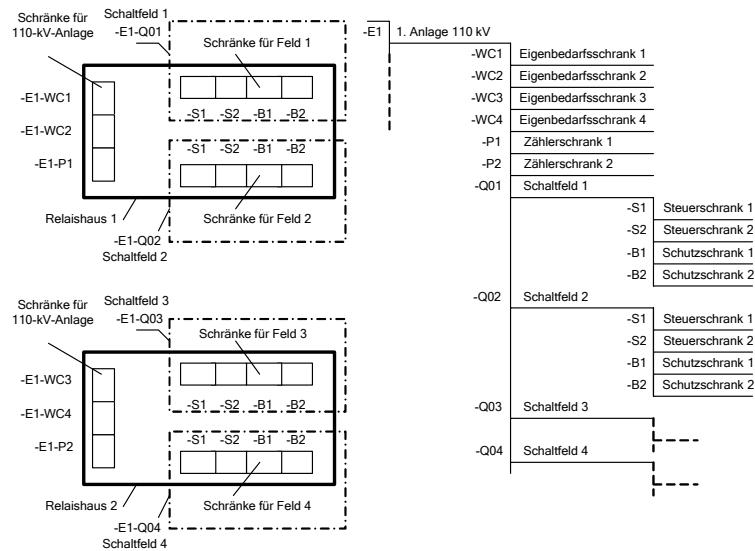 Schränke für
110-kV-Anlage
Schaltfeld 1
-E1-Q01
Schränke für Feld 1
-E1-WC1
-E1-WC2
-E1-P1
-S1 -S2 -B1 -B2
-S1 -S2 -B1 -B2
Relaishaus 1
Schränke für Feld 2
-E1-Q02
Schaltfeld 2
Schränke für
110-kV-Anlage
Schaltfeld 3
-E1-Q03
Schränke für Feld 3
-E1-WC3
-E1-WC4
-E1-P2
-S1 -S2 -B1 -B2
-S1 -S2 -B1 -B2
Relaishaus 2
Schränke für Feld 4
-E1-Q04
Schaltfeld 4
-E1 1. Anlage 110 kV
-WC1 Eigenbedarfsschrank 1
-WC2 Eigenbedarfsschrank 2
-WC3 Eigenbedarfsschrank 3
-WC4 Eigenbedarfsschrank 4
-P1 Zählerschrank 1
-P2 Zählerschrank 2
-Q01 Schaltfeld 1
-S1 Steuerschrank 1
-S2 Steuerschrank 2
-B1 Schutzschrank 1
-B2 Schutzschrank 2
-Q02 Schaltfeld 2
-S1 Steuerschrank 1
-S2 Steuerschrank 2
-B1 Schutzschrank 1
-B2 Schutzschrank 2
-Q03 Schaltfeld 3
-Q04 Schaltfeld 4